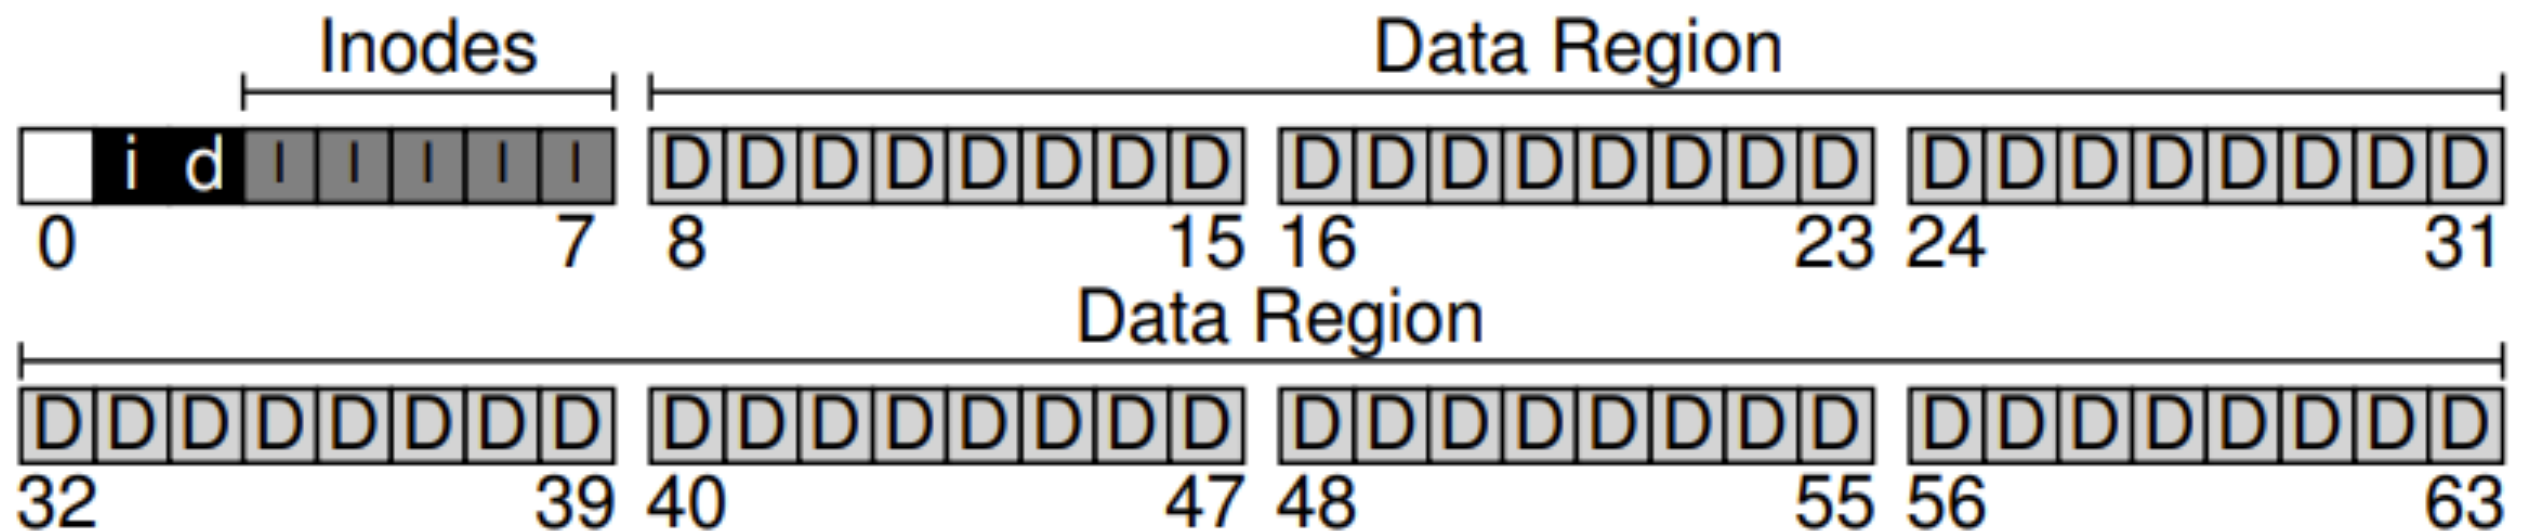 Inodes Data Region
i d I I I I I D D D D D D D D D D D D D D D D D D D D D D D D
0 7 8 15 16 23 24 31
Data Region
D D D D D D D D D D D D D D D D D D D D D D D D D D D D D D D D
32 39 40 47 48 55 56 63